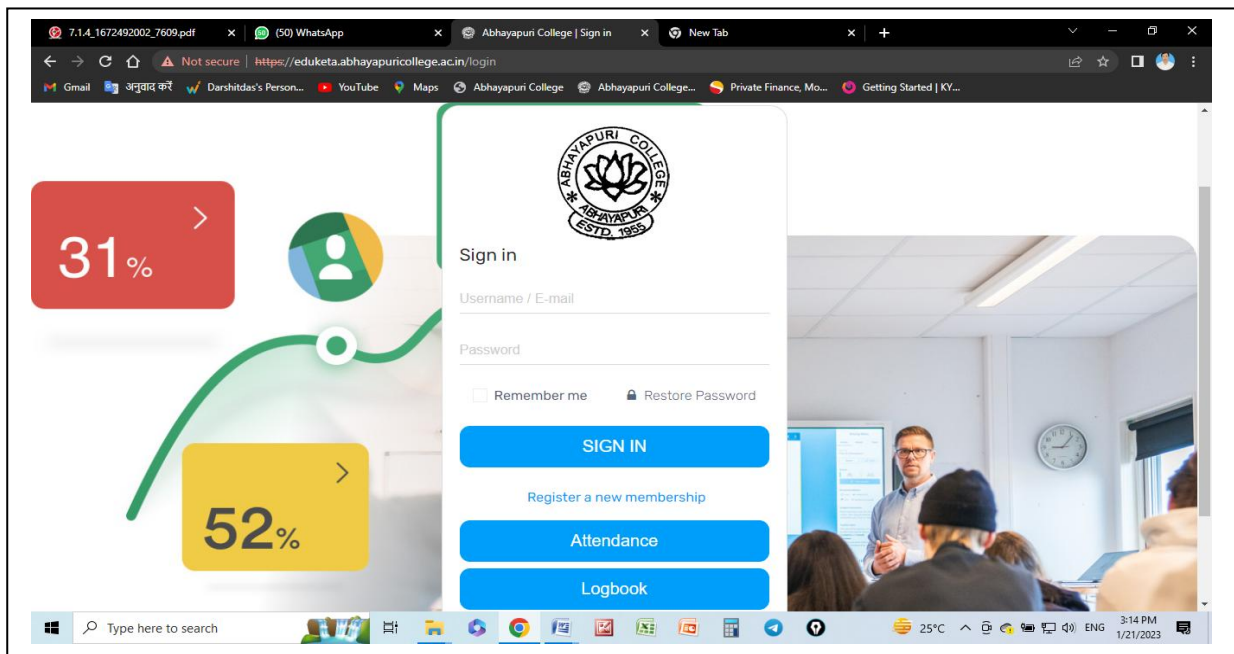 7.1.4_1672492002_7609.pdf
(50) WhatsApp
Abhayapuri College | Sign in
New Tab
Not secure | https://eduketa.abhayapuricollege.ac.in/login
Gmail
अनुवाद करें
Darshitdas's Person...
YouTube
Maps
Abhayapuri College
Abhayapuri College...
Private Finance, Mo...
Getting Started | KY...
ABHAYAPURI COLLEGE
ABHAYAPURI
ESTD. 1955
Sign in
Username / E-mail
Password
Remember me
Restore Password
SIGN IN
Register a new membership
Attendance
Logbook
31%
52%
Type here to search
25°C
ENG
3:14 PM
1/21/2023